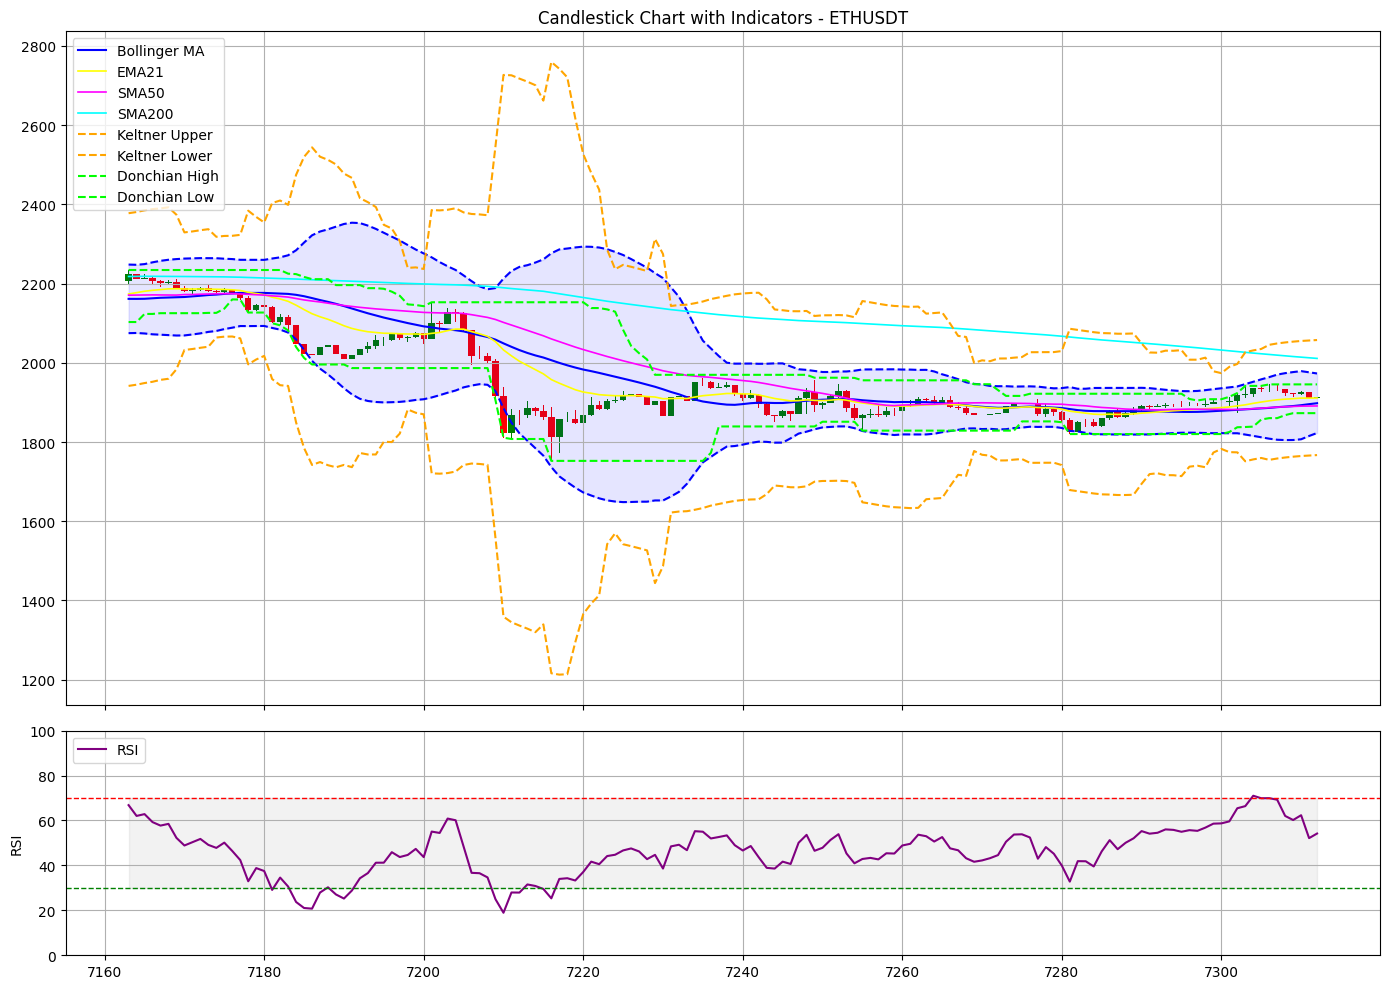 Candlestick Chart with Indicators - ETHUSDT
2800
2600
2400
2200
2000
1800
1600
1400
1200
Bollinger MA
EMA21
SMA50
SMA200
Keltner Upper
Keltner Lower
Donchian High
Donchian Low
RSI
100
80
60
40
20
0
RSI
7160 7180 7200 7220 7240 7260 7280 7300